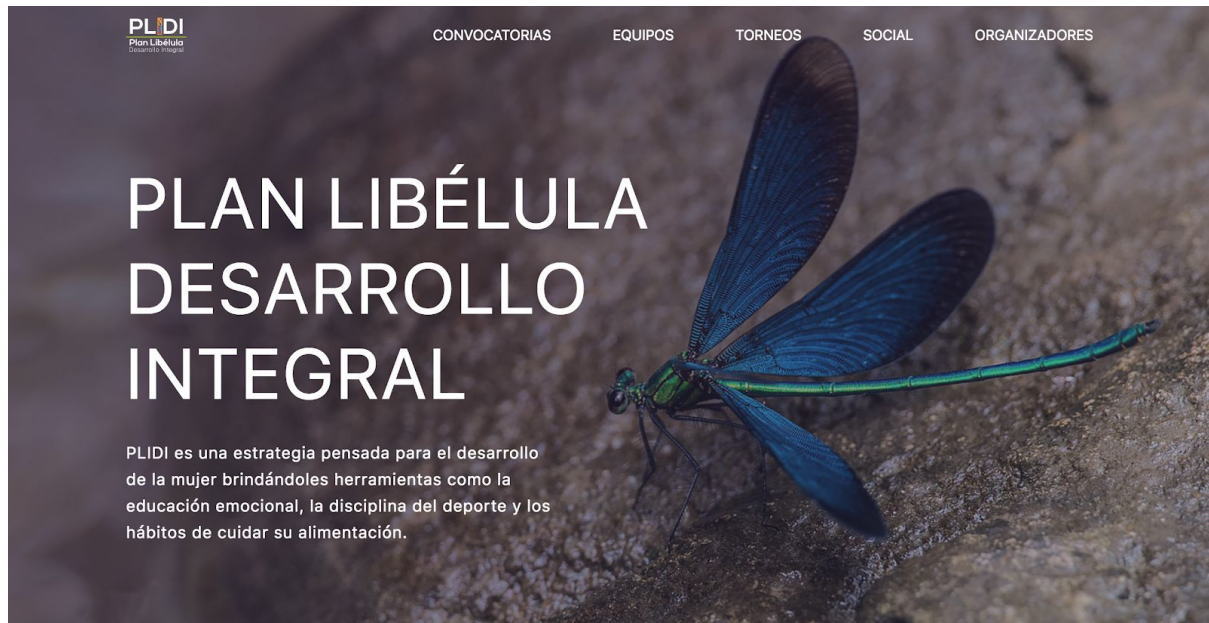 PLIDI
Plan Libélula
Desarrollo Integral
CONVOCATORIAS EQUIPOS TORNEOS SOCIAL ORGANIZADORES
PLAN LIBÉLULA
DESARROLLO
INTEGRAL
PLIDI es una estrategia pensada para el desarrollo
de la mujer brindándoles herramientas como la
educación emocional, la disciplina del deporte y los
hábitos de cuidar su alimentación.